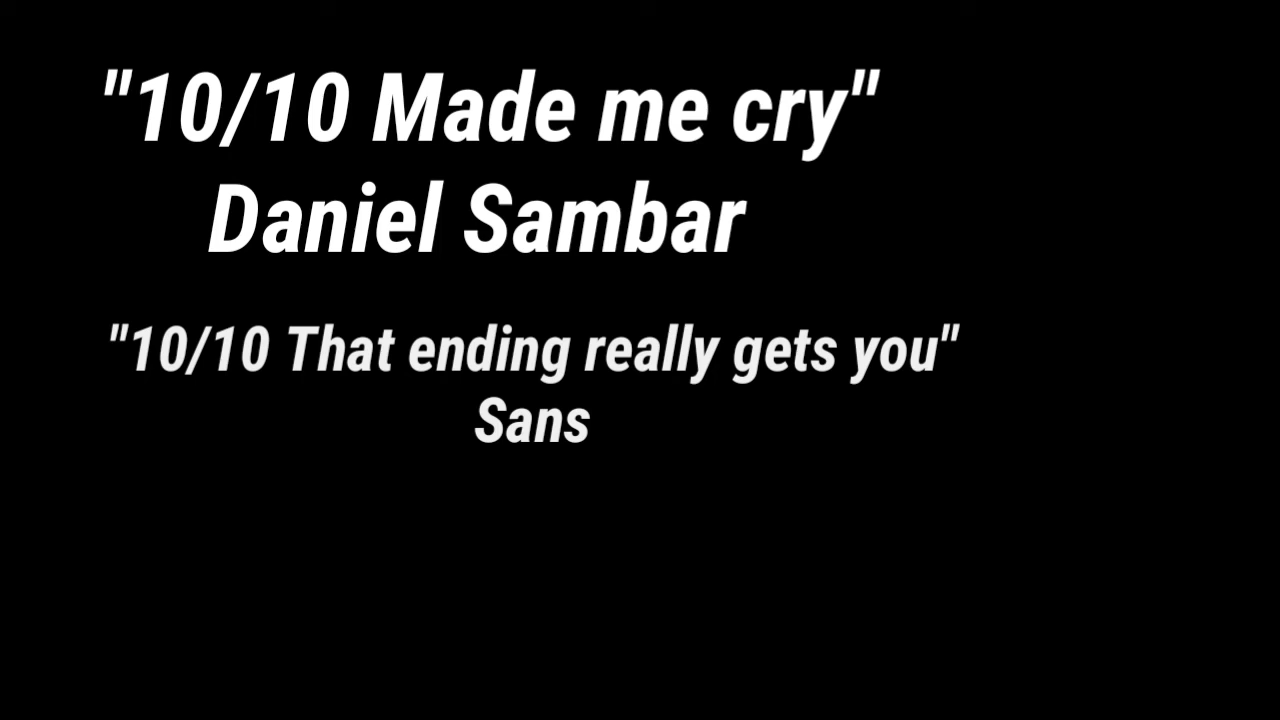 "10/10 Made me cry"
Daniel Sambar
"10/10 That ending really gets you"
Sans